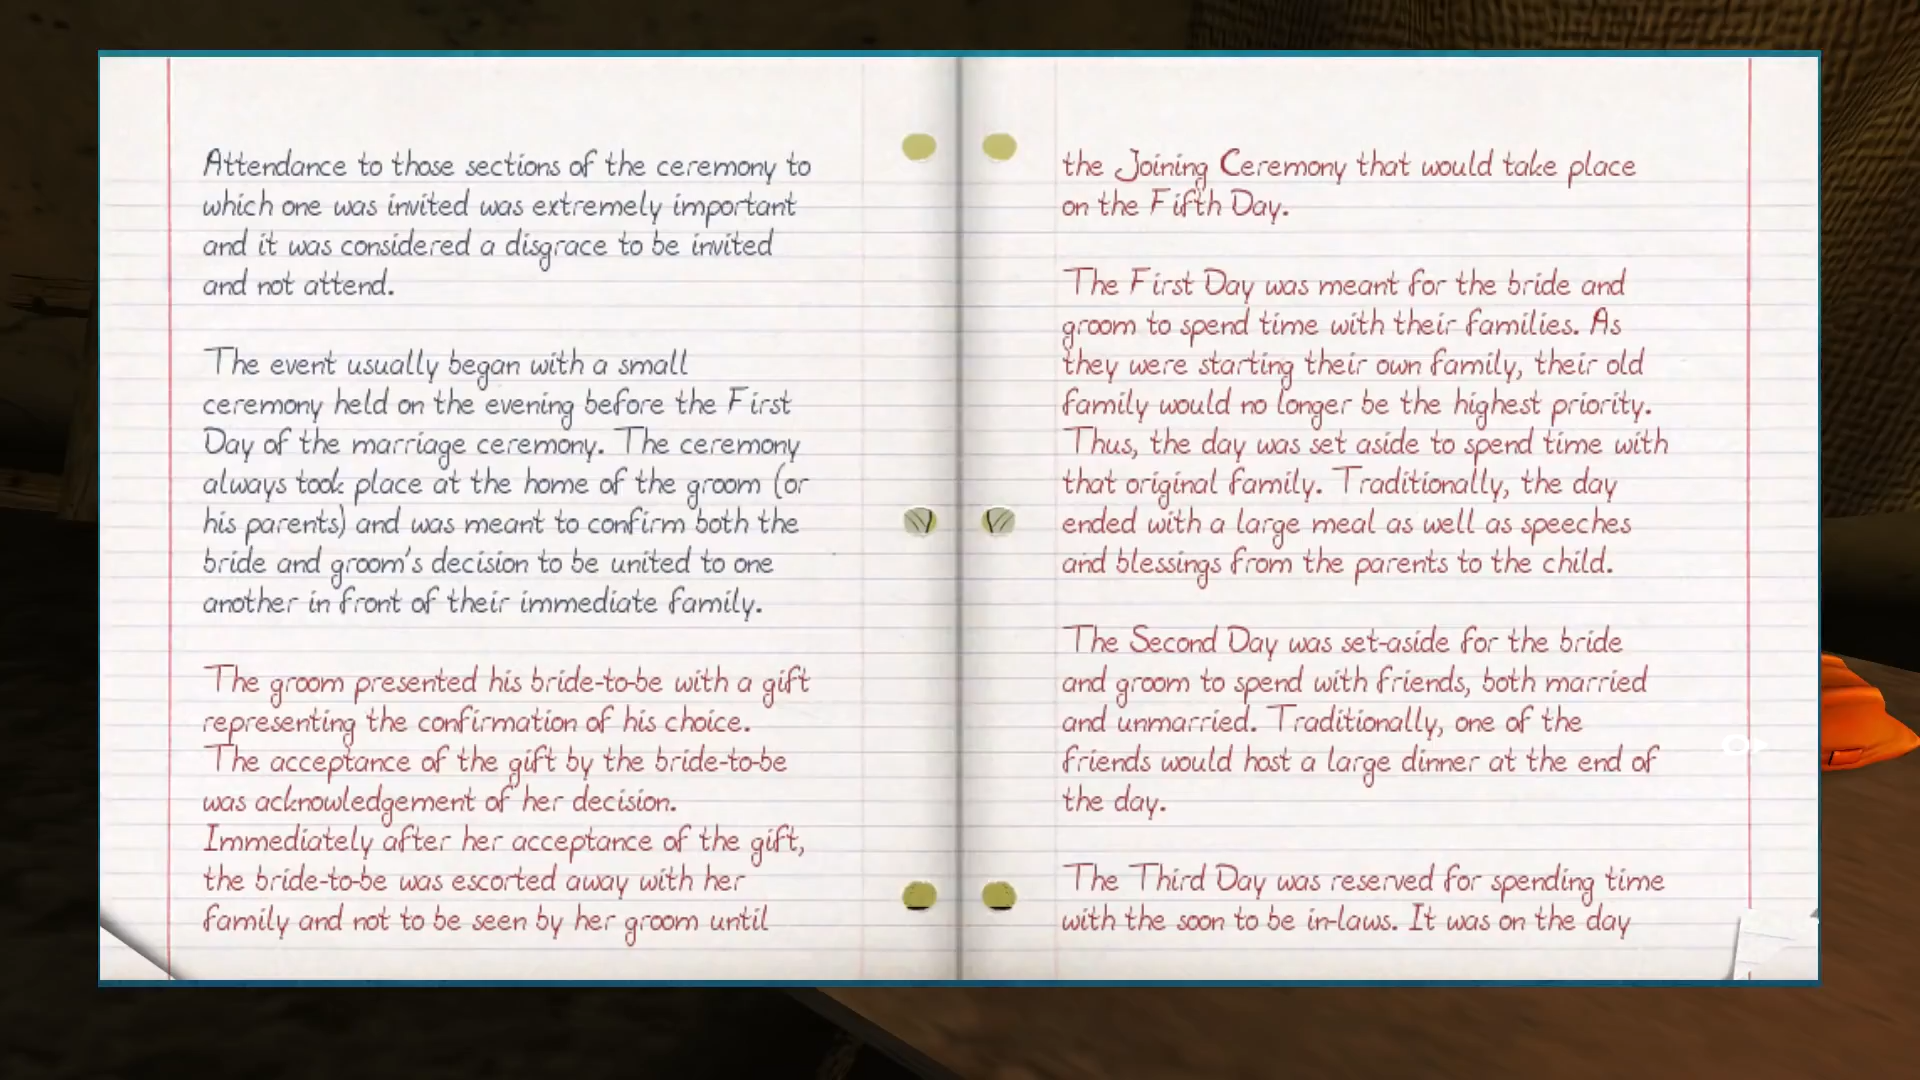 Attendance to those sections of the ceremony to
which one was invited was extremely important
and it was considered a disgrace to be invited
and not attend.
The event usually began with a small
ceremony held on the evening before the First
Day of the marriage ceremony. The ceremony
always took place at the home of the groom (or
his parents) and was meant to confirm both the
bride and groom's decision to be united to one
another in front of their immediate family.
The groom presented his bride-to-be with a gift
representing the confirmation of his choice.
The acceptance of the gift by the bride-to-be
was acknowledgement of her decision.
Immediately after her acceptance of the gift,
the bride-to-be was escorted away with her
family and not to be seen by her groom until
the Joining Ceremony that would take place
on the Fifth Day.
The First Day was meant for the bride and
groom to spend time with their families. As
they were starting their own family, their old
family would no longer be the highest priority.
Thus, the day was set aside to spend time with
that original family. Traditionally, the day
ended with a large meal as well as speeches
and blessings from the parents to the child.
The Second Day was set-aside for the bride
and groom to spend with friends, both married
and unmarried. Traditionally, one of the
friends would host a large dinner at the end of
the day.
The Third Day was reserved for spending time
with the soon to be in-laws. It was on the day